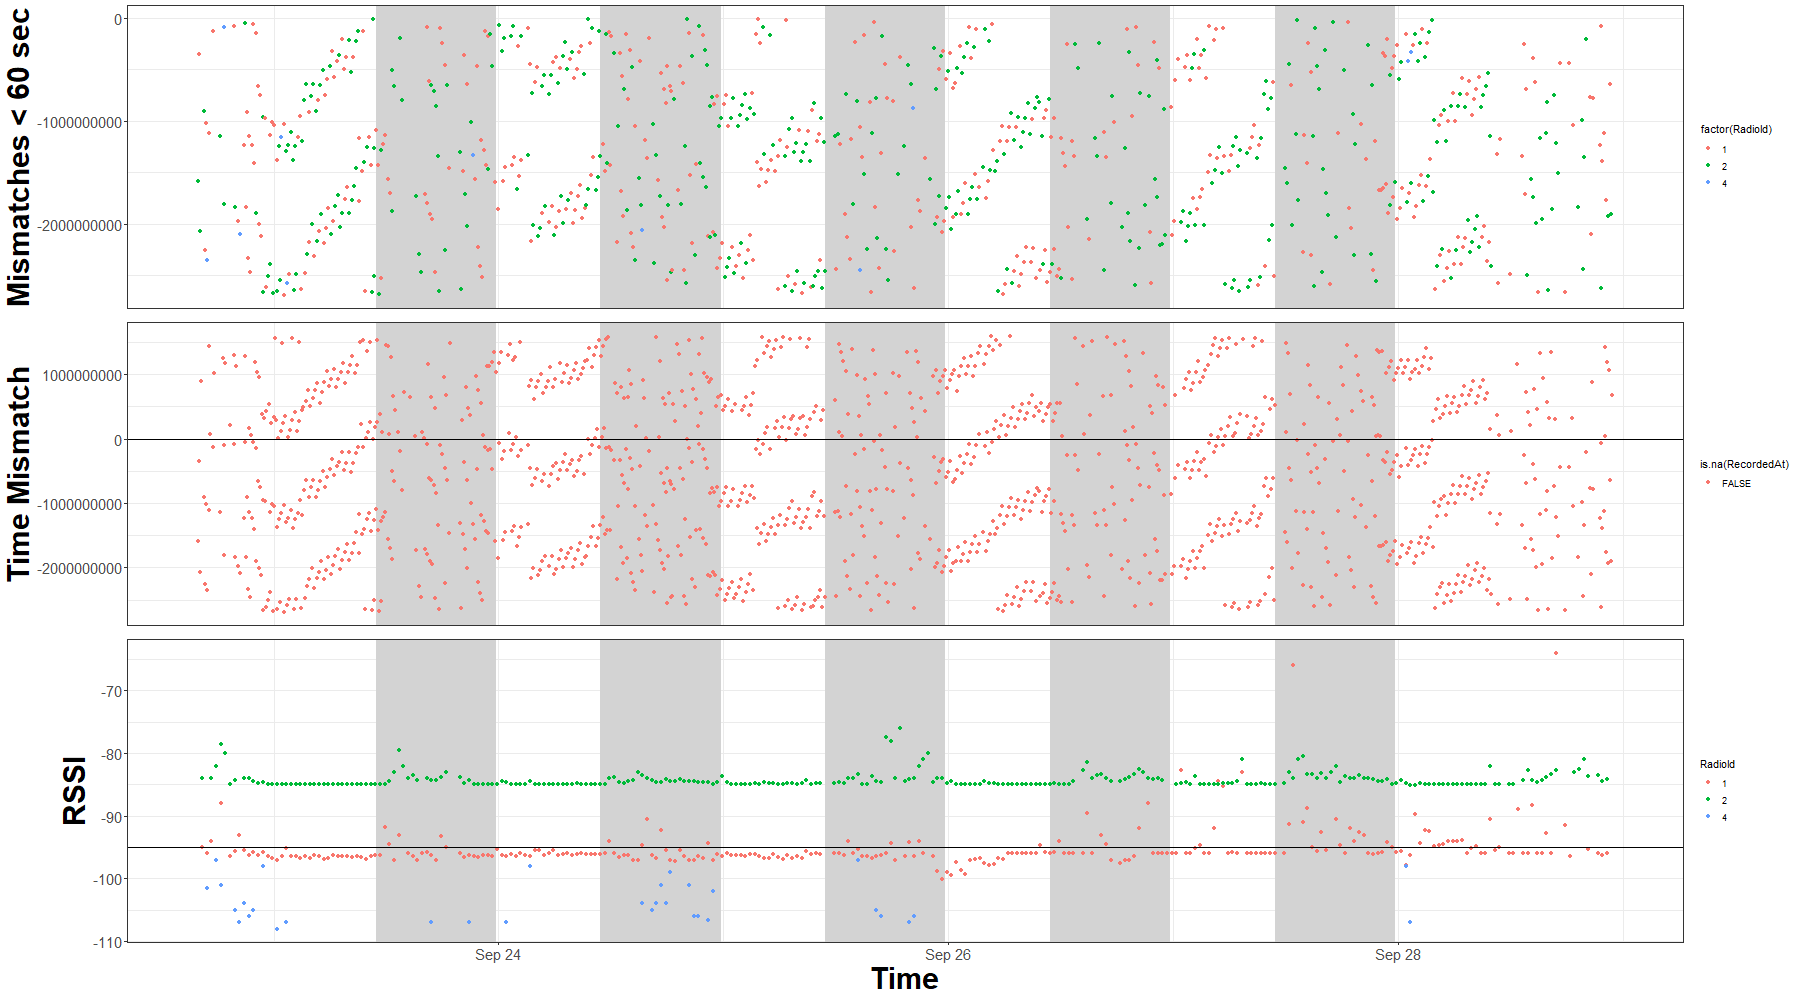 Mismatches < 60 sec
0
-1000000000
-2000000000
factor(RadioId)
1
2
4
Time Mismatch
1000000000
0
-1000000000
-2000000000
is.na(RecordedAt)
FALSE
RSSI
-70
-80
-90
-100
-110
RadioId
1
2
4
Sep 24
Sep 26
Sep 28
Time